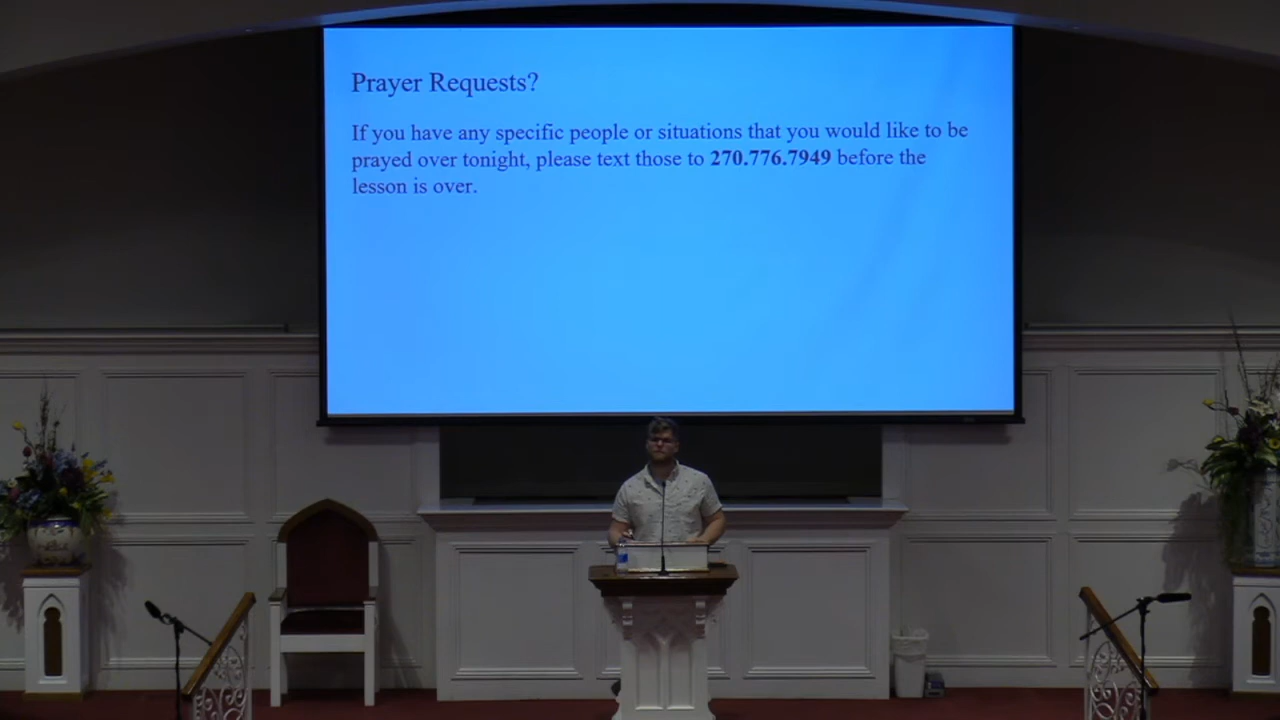 Prayer Requests?
If you have any specific people or situations that you would like to be
prayed over tonight, please text those to 270.776.7949 before the
lesson is over.